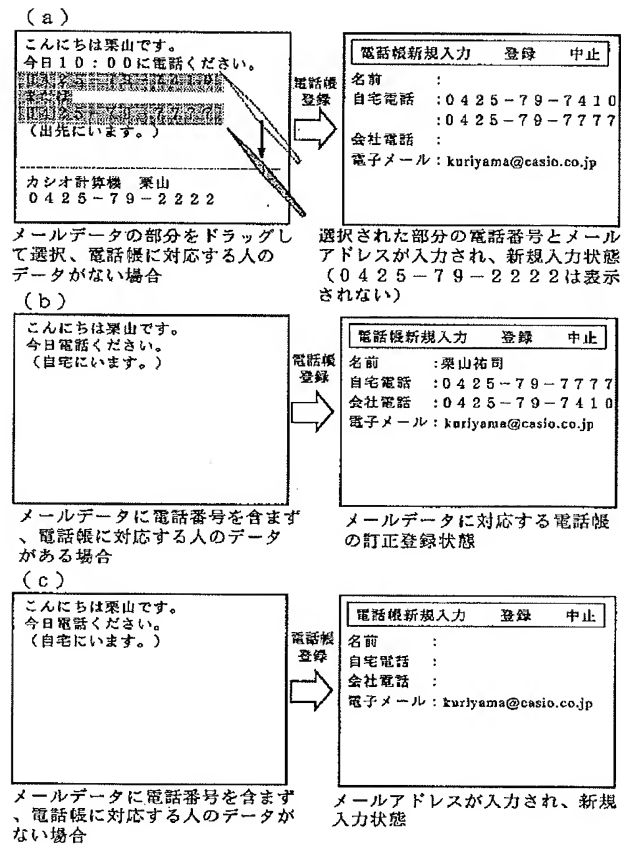 (a)
こんにちは栗山です。
今日10:00に電話ください。
0425-79-7410
または
0425-79-7777
(出先にいます。)
カシオ計算機 栗山
0425-79-2222
電話帳
登録
電話帳新規入力 登録 中止
名前 :
自宅電話 :0425-79-7410
:0425-79-7777
会社電話 :
電子メール:kuriyama@casio.co.jp
メールデータの部分をドラッグし
て選択、電話帳に対応する人の
データがない場合
選択された部分の電話番号とメール
アドレスが入力され、新規入力状態
(0425-79-2222は表示
されない)
(b)
こんにちは栗山です。
今日電話ください。
(自宅にいます。)
電話帳
登録
電話帳新規入力 登録 中止
名前 :栗山祐司
自宅電話 :0425-79-7777
会社電話 :0425-79-7410
電子メール:kuriyama@casio.co.jp
メールデータに電話番号を含まず
、電話帳に対応する人のデータ
がある場合
メールデータに対応する電話帳
の訂正登録状態
(c)
こんにちは栗山です。
今日電話ください。
(自宅にいます。)
電話帳
登録
電話帳新規入力 登録 中止
名前 :
自宅電話 :
会社電話 :
電子メール:kuriyama@casio.co.jp
メールデータに電話番号を含まず
、電話帳に対応する人のデータが
ない場合
メールアドレスが入力され、新規
入力状態